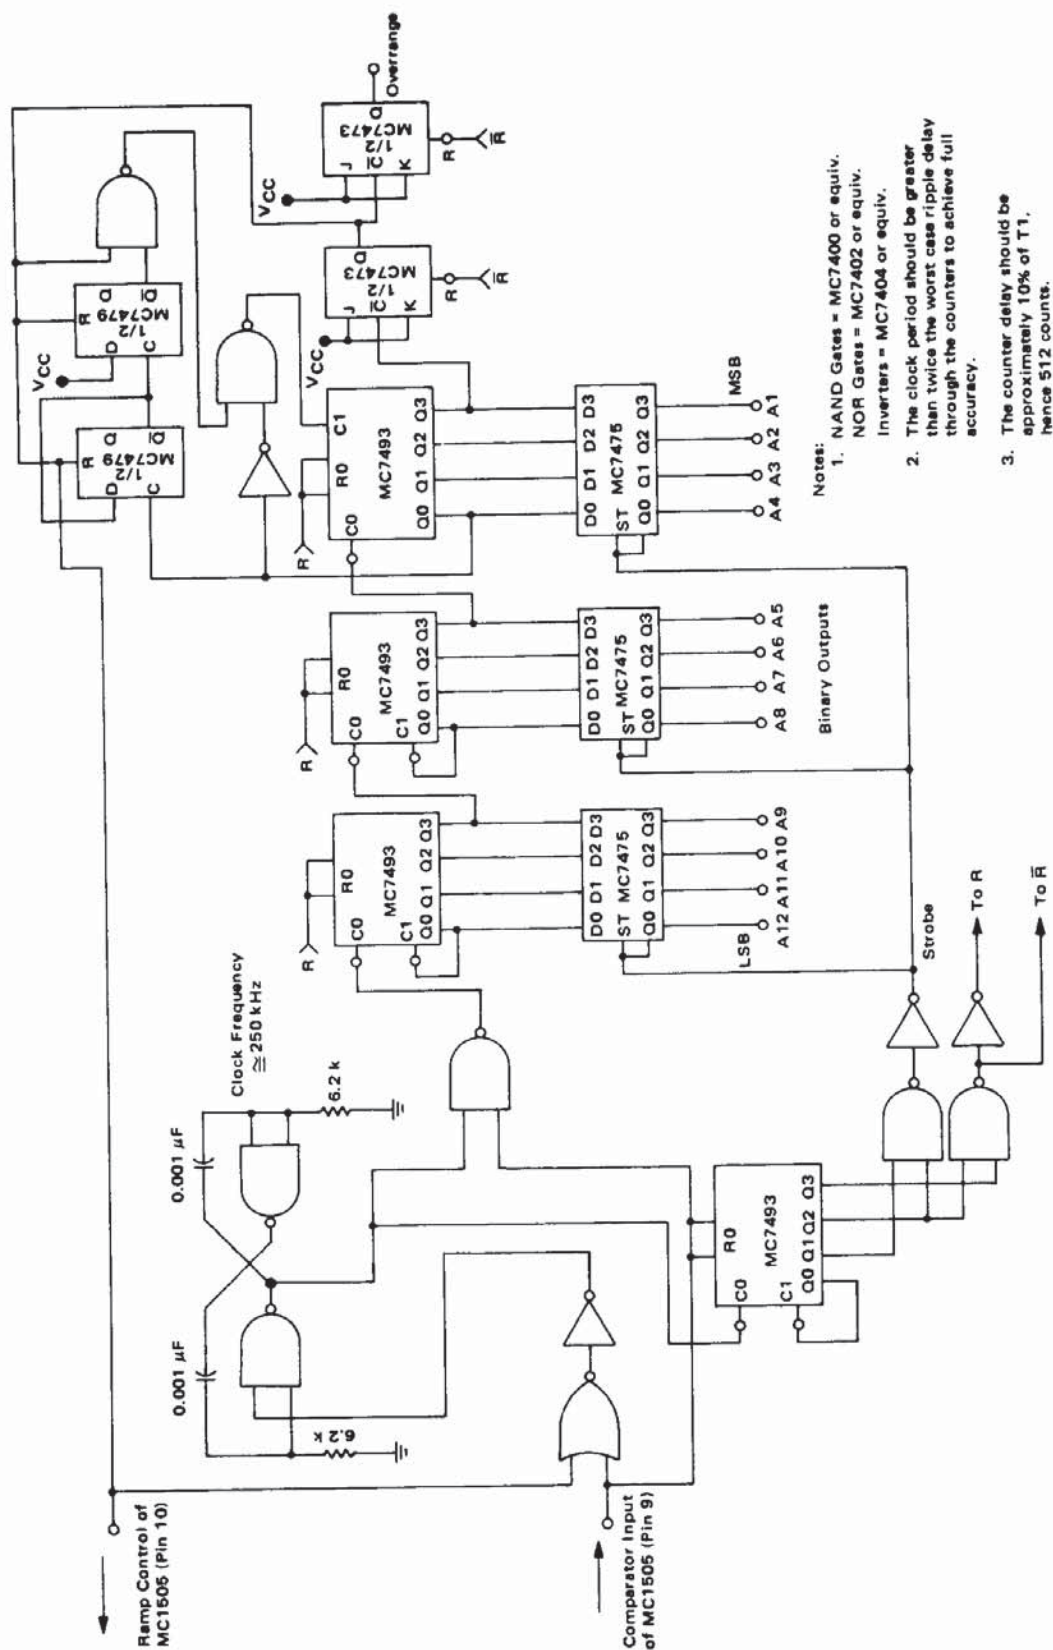 Ramp Control of
MC1505 (Pin 10)
Comparator Input
of MC1505 (Pin 9)
0.001 µF
0.001 µF
6.2 k
6.2 k
Clock Frequency
≅ 250 kHz
C0
R0
MC7493
C1
Q0 Q1 Q2 Q3
R
C0
R0
MC7493
C1
Q0 Q1 Q2 Q3
D0 D1 D2 D3
ST MC7475
Q0 Q1 Q2 Q3
LSB
A12 A11 A10 A9
R
C0
R0
MC7493
C1
Q0 Q1 Q2 Q3
D0 D1 D2 D3
ST MC7475
Q0 Q1 Q2 Q3
A8 A7 A6 A5
Binary Outputs
R
C0
R0
C1
MC7493
Q0 Q1 Q2 Q3
D0 D1 D2 D3
ST MC7475
Q0 Q1 Q2 Q3
A4 A3 A2 A1
MSB
D
R
Q
1/2
MC7479
C
Q̅
VCC
D
R
Q
1/2
MC7479
C
Q̅
VCC
J
Q
1/2
MC7473
Q̅
K
R
R̅
VCC
J
Q
1/2
MC7473
Q̅
K
R
R̅
Overrange
Strobe
To R
To R̅
Notes:
1. NAND Gates = MC7400 or equiv.
NOR Gates = MC7402 or equiv.
Inverters = MC7404 or equiv.
2. The clock period should be greater
than twice the worst case ripple delay
through the counters to achieve full
accuracy.
3. The counter delay should be
approximately 10% of T1,
hence 512 counts.